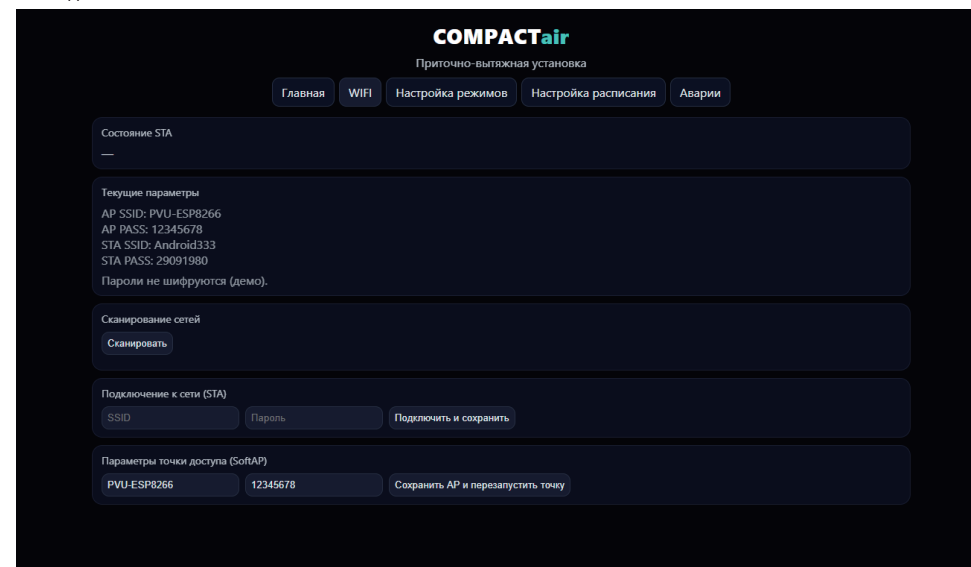 COMPACTair
Приточно-вытяжная установка
Главная WIFI Настройка режимов Настройка расписания Аварии
Состояние STA
—
Текущие параметры
AP SSID: PVU-ESP8266
AP PASS: 12345678
STA SSID: Android333
STA PASS: 29091980
Пароли не шифруются (демо).
Сканирование сетей
Сканировать
Подключение к сети (STA)
SSID Пароль Подключить и сохранить
Параметры точки доступа (SoftAP)
PVU-ESP8266 12345678 Сохранить AP и перезапустить точку